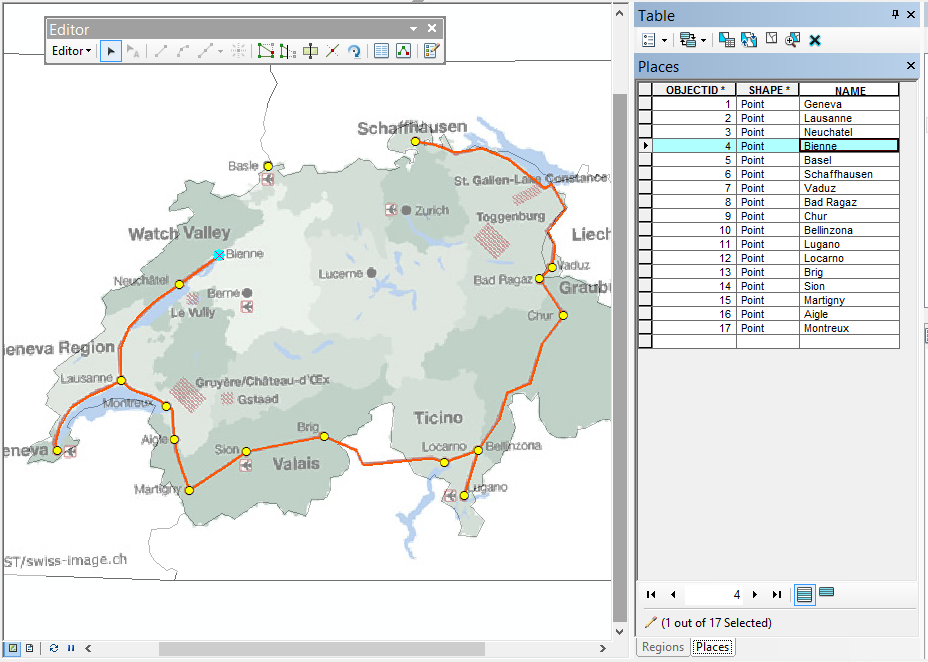 Editor
Editor
Schaffhausen
Basle
St. Gallen-Lake Constance
Zurich
Toggenburg
Watch Valley
Liech
Bienne
Lucerne
Vaduz
Neuchâtel
Bad Ragaz
Berne
Graubü
Le Vully
Chur
eneva Region
Lausanne
Gruyère/Château-d'Œx
Gstaad
Montreux
Ticino
Brig
Aigle
Sion
Locarno
Bellinzona
eneva
Valais
Martigny
Lugano
ST/swiss-image.ch
Table
Places
OBJECTID * SHAPE * NAME
1 Point Geneva
2 Point Lausanne
3 Point Neuchatel
4 Point Bienne
5 Point Basel
6 Point Schaffhausen
7 Point Vaduz
8 Point Bad Ragaz
9 Point Chur
10 Point Bellinzona
11 Point Lugano
12 Point Locarno
13 Point Brig
14 Point Sion
15 Point Martigny
16 Point Aigle
17 Point Montreux
4
(1 out of 17 Selected)
Regions Places